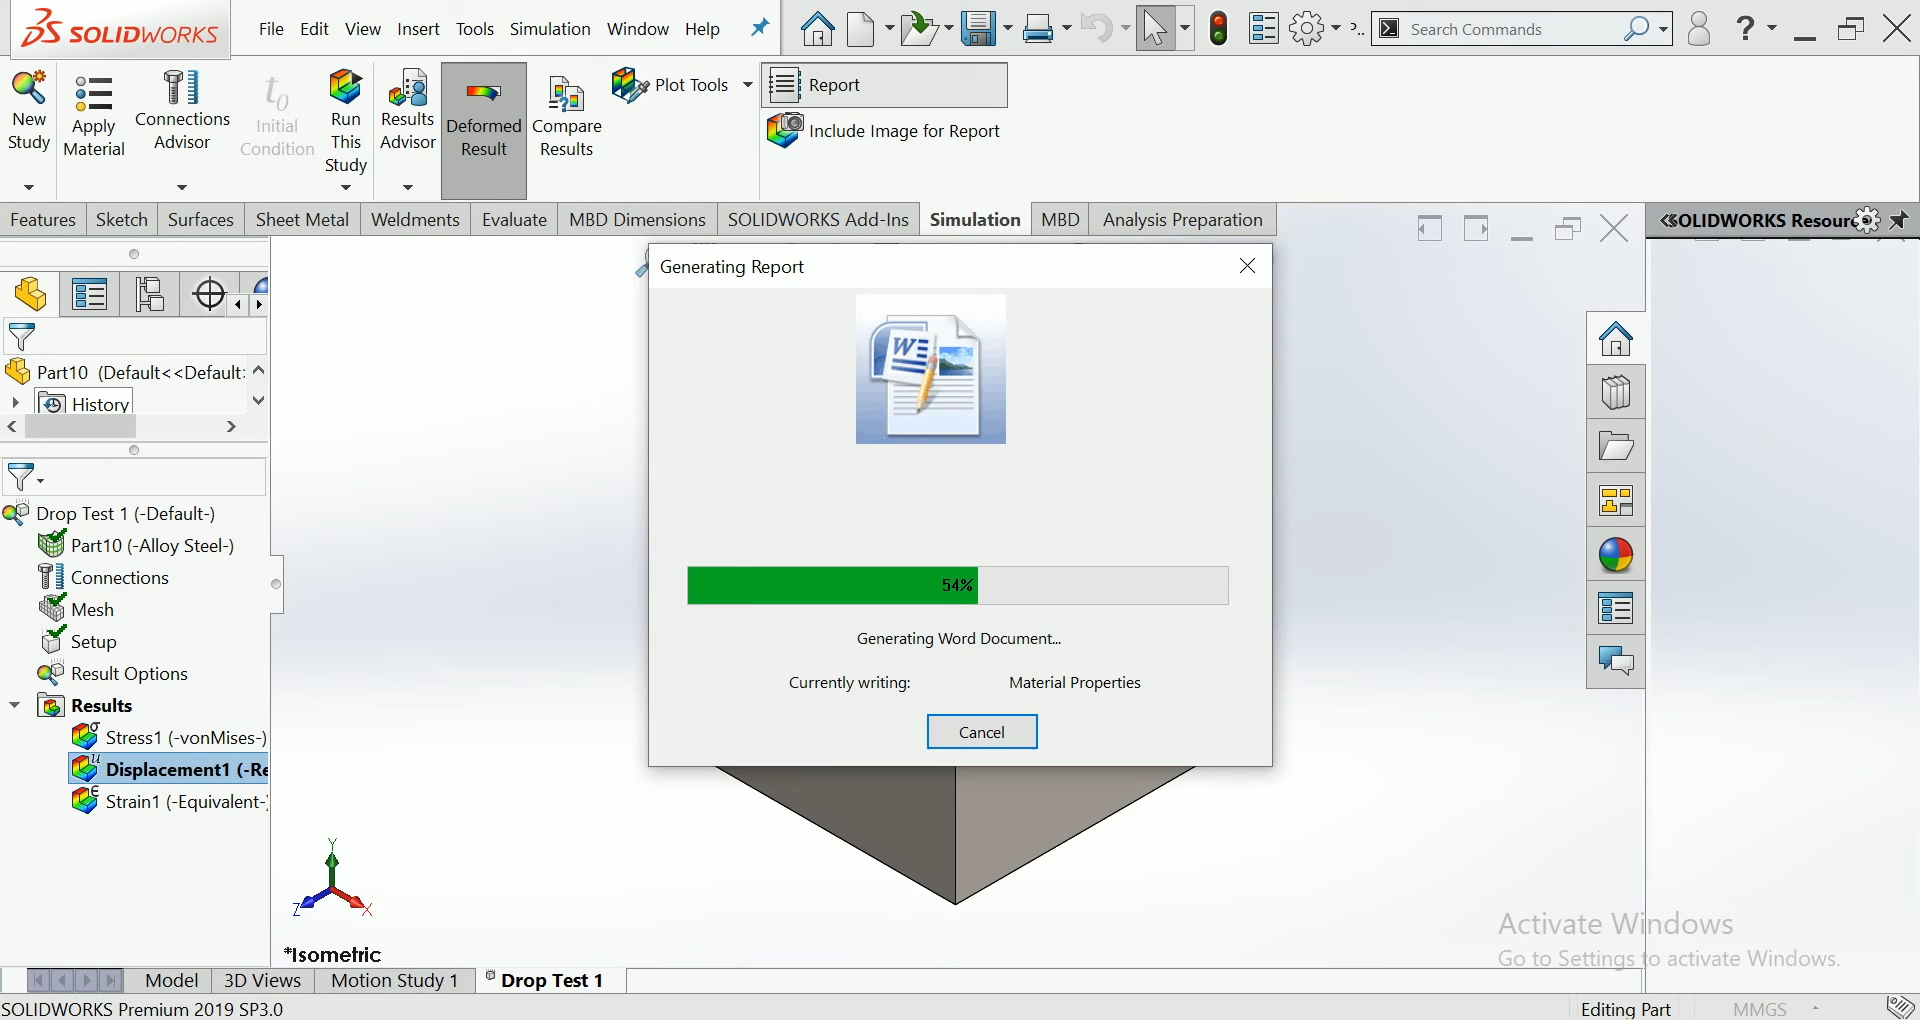 SOLIDWORKS
File Edit View Insert Tools Simulation Window Help
Search Commands
New Study
Apply Material
Connections Advisor
Initial Condition
Run This Study
Results Advisor
Deformed Result
Compare Results
Plot Tools
Report
Include Image for Report
Features Sketch Surfaces Sheet Metal Weldments Evaluate MBD Dimensions SOLIDWORKS Add-Ins Simulation MBD Analysis Preparation
SOLIDWORKS Resour
Generating Report
Part10 (Default<<Default:
History
Drop Test 1 (-Default-)
Part10 (-Alloy Steel-)
Connections
Mesh
Setup
Result Options
Results
Stress1 (-vonMises-)
Displacement1 (-Re
Strain1 (-Equivalent-
54%
Generating Word Document...
Currently writing: Material Properties
Cancel
Y
Z X
*Isometric
Activate Windows
Go to Settings to activate Windows.
Model 3D Views Motion Study 1 Drop Test 1
SOLIDWORKS Premium 2019 SP3.0
Editing Part
MMGS